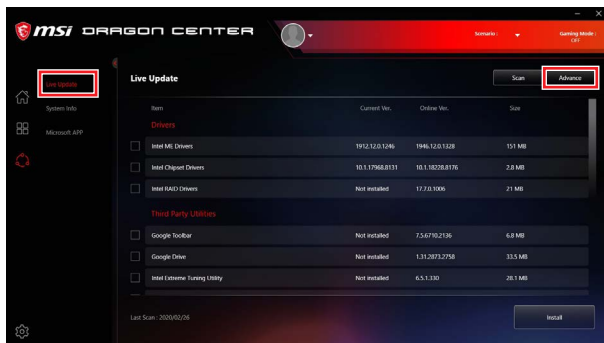 msi DRAGON CENTER
Scenario :
Gaming Mode :
OFF
Live Update
System Info
Microsoft APP
Live Update
Scan
Advance
Item Current Ver. Online Ver. Size
Drivers
Intel ME Drivers 1912.12.0.1246 1946.12.0.1328 151 MB
Intel Chipset Drivers 10.1.17968.8131 10.1.18228.8176 2.8 MB
Intel RAID Drivers Not installed 17.7.0.1006 21 MB
Third Party Utilities
Google Toolbar Not installed 7.5.6710.2136 6.8 MB
Google Drive Not installed 1.31.2873.2758 33.5 MB
Intel Extreme Tuning Utility Not installed 6.5.1.330 28.1 MB
Last Scan : 2020/02/26
Install